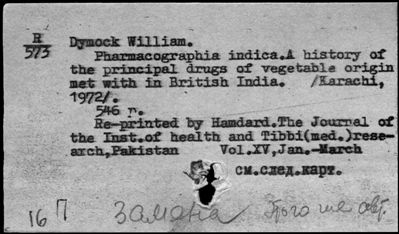 R
573
Dymock William.
Pharmacographia indica.A history of
the principal drugs of vegetable origin
met with in British India. /Karachi,
1972/.
546 p.
Re-printed by Hamdard.The Journal of
the Inst.of health and Tibbi(med.)rese-
arch,Pakistan Vol.XV,Jan.-March
см.след.карт.
16 П Замена